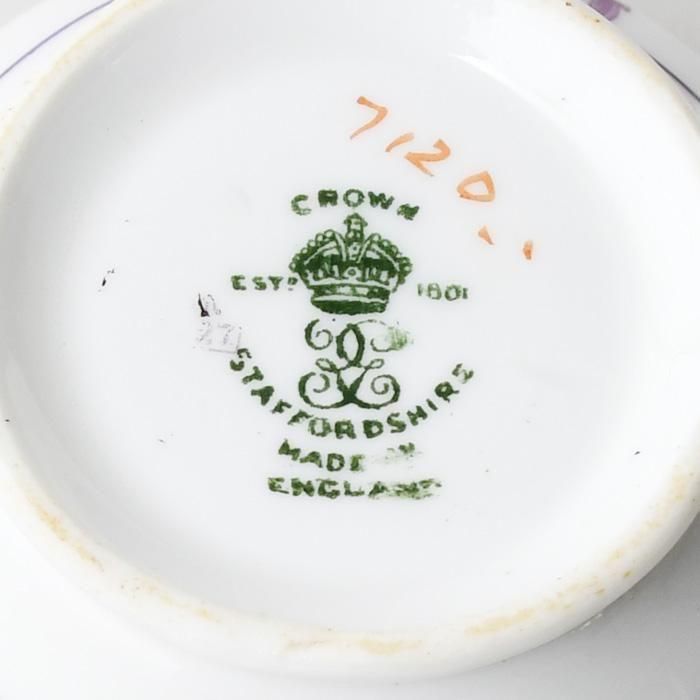 7120
CROWN
ESTD 1801
STAFFORDSHIRE
MADE IN
ENGLAND